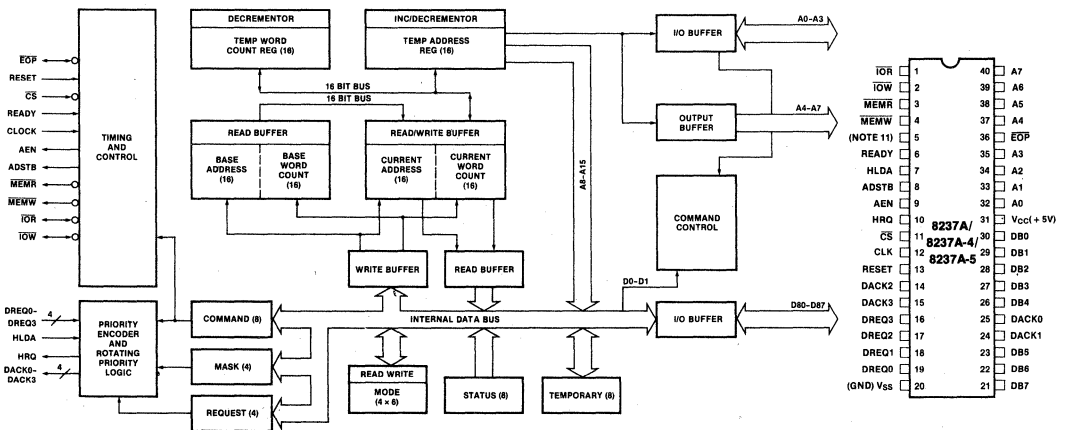 DECREMENTOR
TEMP WORD
COUNT REG (16)
INC/DECREMENTOR
TEMP ADDRESS
REG (16)
16 BIT BUS
16 BIT BUS
READ BUFFER
BASE
ADDRESS
(16)
BASE
WORD
COUNT
(16)
READ/WRITE BUFFER
CURRENT
ADDRESS
(16)
CURRENT
WORD
COUNT
(16)
WRITE BUFFER
READ BUFFER
A8-A15
I/O BUFFER
A0-A3
OUTPUT
BUFFER
A4-A7
COMMAND
CONTROL
D0-D1
INTERNAL DATA BUS
I/O BUFFER
D80-D87
EOP
RESET
CS
READY
CLOCK
AEN
ADSTB
MEMR
MEMW
IOR
IOW
TIMING
AND
CONTROL
DREQ0-
DREQ3
4
HLDA
HRQ
DACK0-
DACK3
4
PRIORITY
ENCODER
AND
ROTATING
PRIORITY
LOGIC
COMMAND (8)
MASK (4)
REQUEST (4)
READ WRITE
MODE
(4 × 6)
STATUS (8)
TEMPORARY (8)
IOR 1
IOW 2
MEMR 3
MEMW 4
(NOTE 11) 5
READY 6
HLDA 7
ADSTB 8
AEN 9
HRQ 10
CS 11
CLK 12
RESET 13
DACK2 14
DACK3 15
DREQ3 16
DREQ2 17
DREQ1 18
DREQ0 19
(GND) VSS 20
8237A/
8237A-4/
8237A-5
40 A7
39 A6
38 A5
37 A4
36 EOP
35 A3
34 A2
33 A1
32 A0
31 VCC(+5V)
30 DB0
29 DB1
28 DB2
27 DB3
26 DB4
25 DACK0
24 DACK1
23 DB5
22 DB6
21 DB7